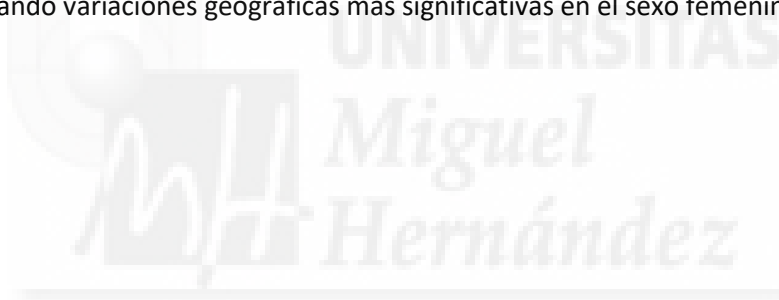 ando variaciones geográficas más significativas en el sexo femenin
UNIVERSITAS
Miguel
Hernández